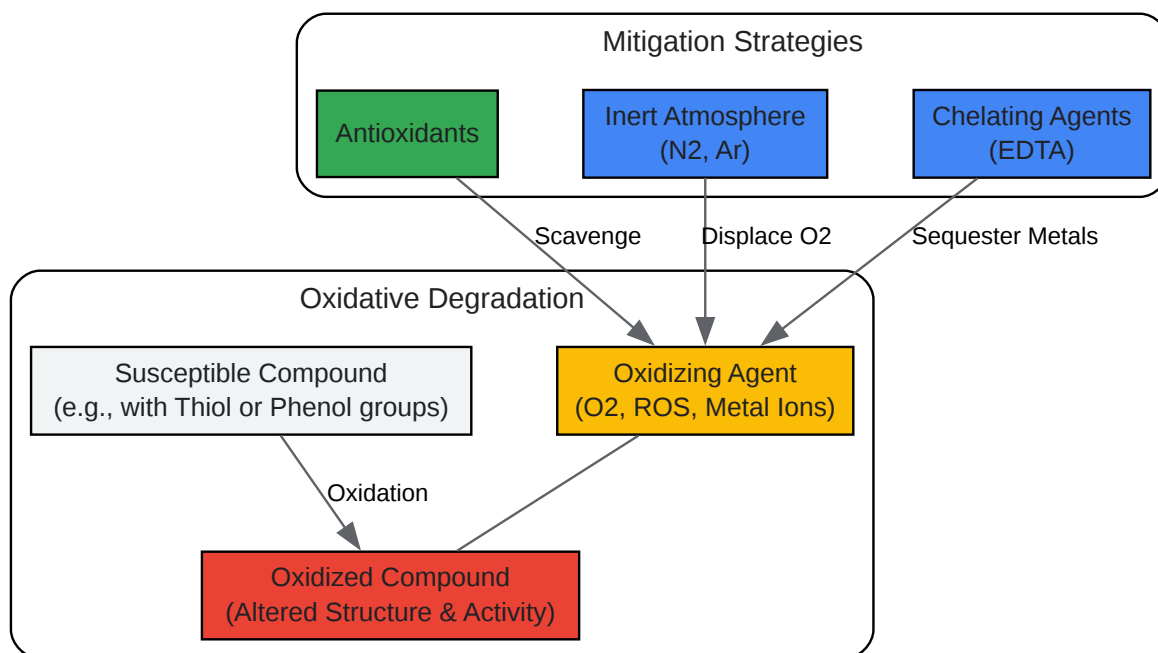 Mitigation Strategies
Antioxidants
Inert Atmosphere
(N2, Ar)
Chelating Agents
(EDTA)
Scavenge
Displace O2
Sequester Metals
Oxidative Degradation
Susceptible Compound
(e.g., with Thiol or Phenol groups)
Oxidizing Agent
(O2, ROS, Metal Ions)
Oxidation
Oxidized Compound
(Altered Structure & Activity)